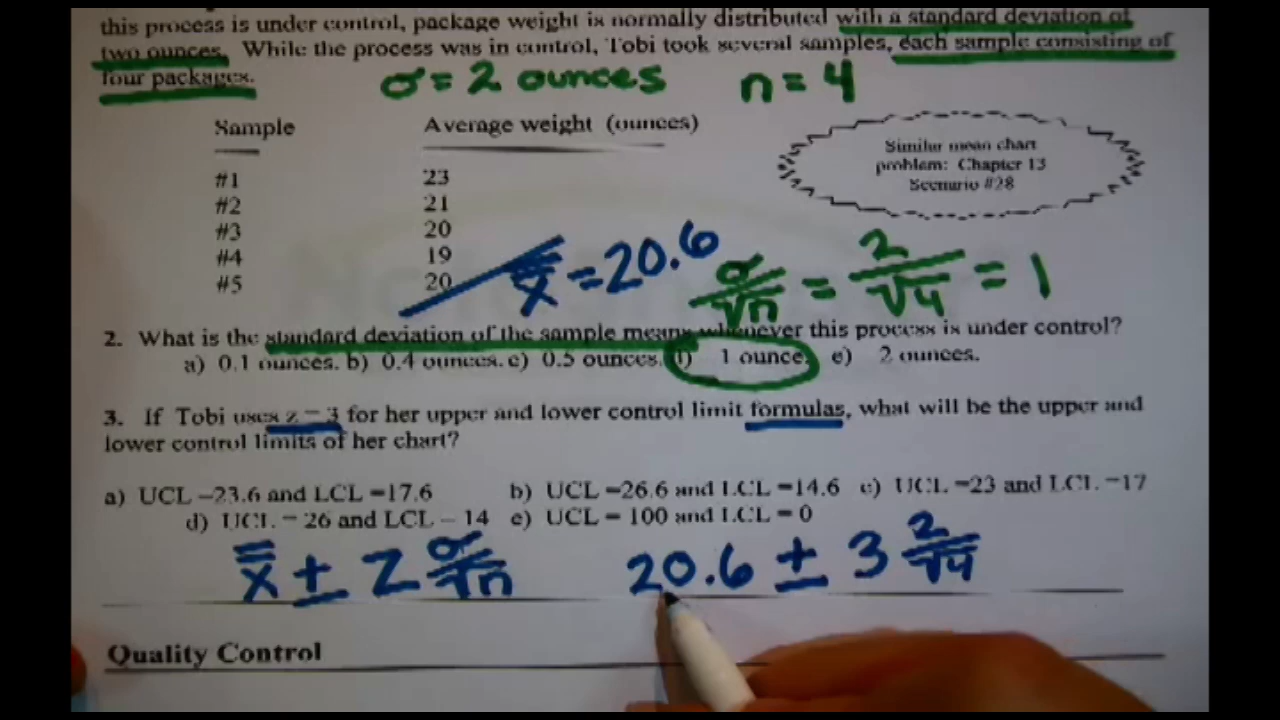 this process is under control, package weight is normally distributed with a standard deviation of
two ounces. While the process was in control, Tobi took several samples, each sample consisting of
four packages.
σ = 2 ounces n = 4
Sample Average weight (ounces)
#1 23
#2 21
#3 20
#4 19
#5 20
Similar mean chart
problem: Chapter 13
Scenario #28
x̿ = 20.6
σ/√n = 2/√4 = 1
2. What is the standard deviation of the sample means whenever this process is under control?
a) 0.1 ounces. b) 0.4 ounces. c) 0.5 ounces. d) 1 ounce. e) 2 ounces.
3. If Tobi uses z = 3 for her upper and lower control limit formulas, what will be the upper and
lower control limits of her chart?
a) UCL =23.6 and LCL =17.6 b) UCL =26.6 and LCL =14.6 c) UCL =23 and LCL =17
d) UCL = 26 and LCL = 14 e) UCL = 100 and LCL = 0
x̿ ± Z σ/√n 20.6 ± 3 2/√4
Quality Control